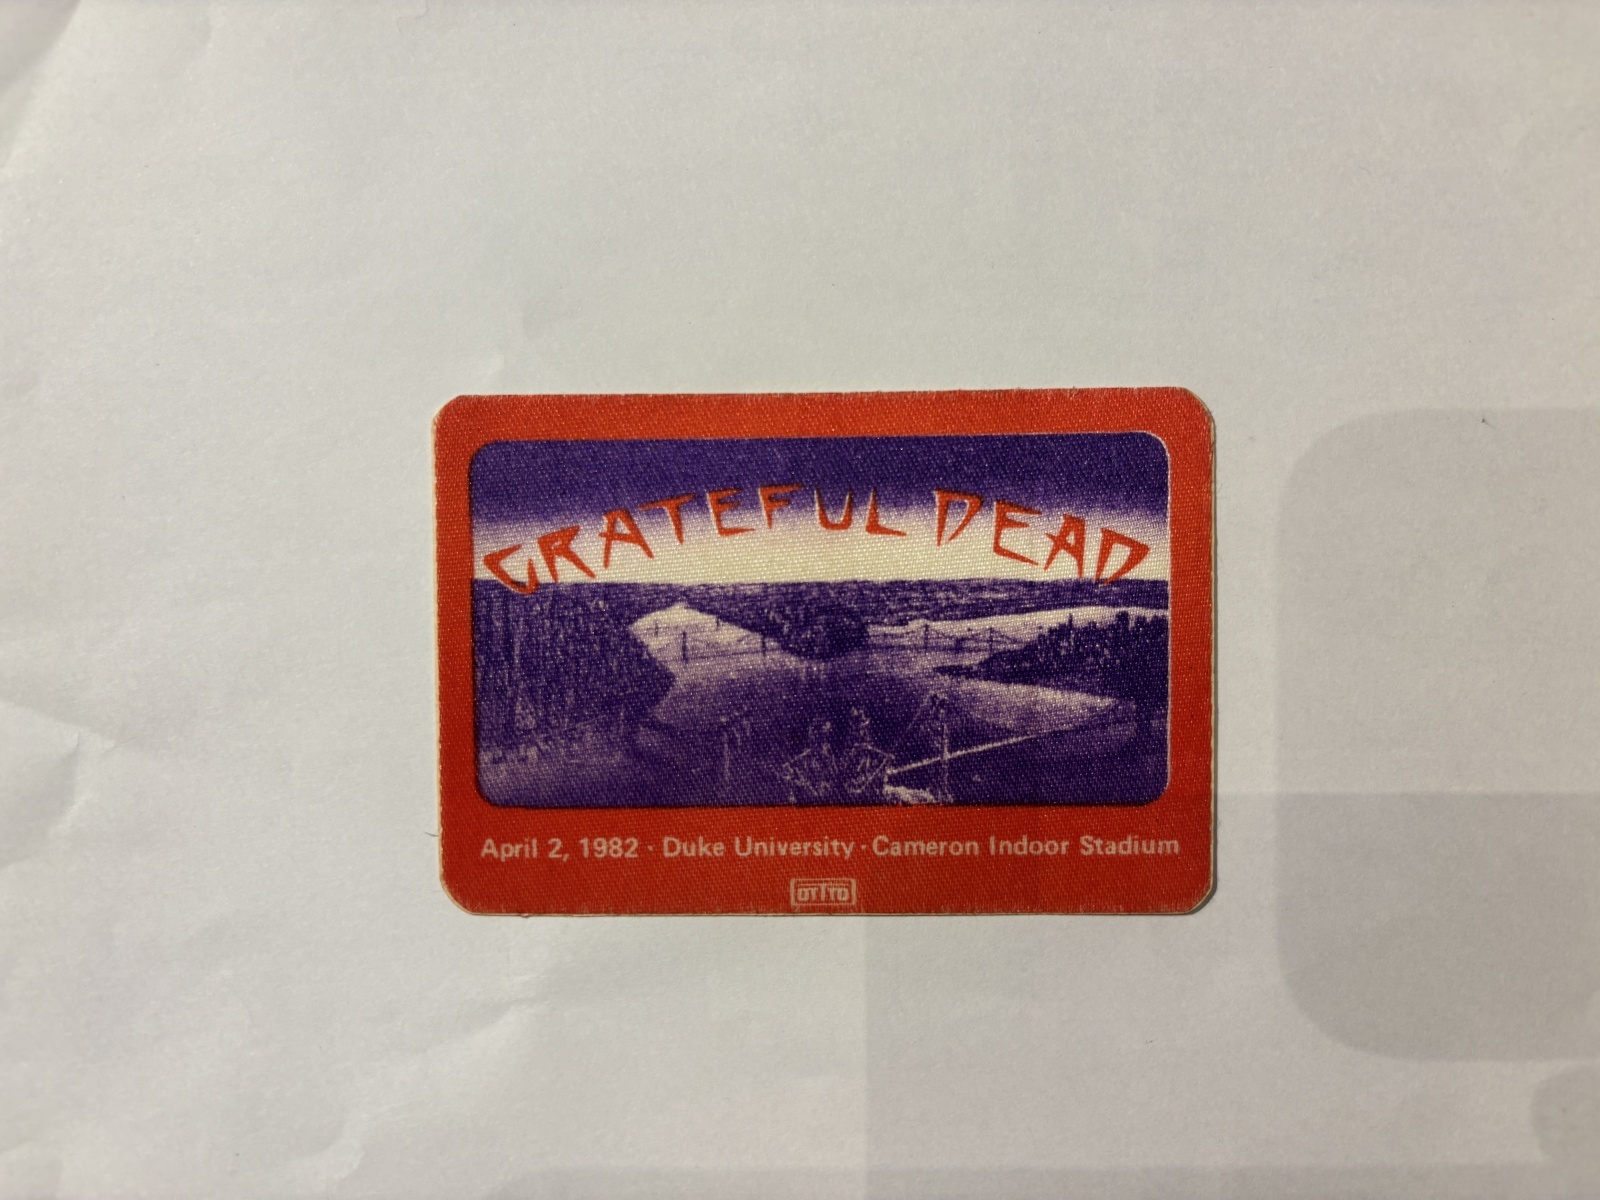 GRATEFUL DEAD
April 2, 1982 · Duke University · Cameron Indoor Stadium
OTTO